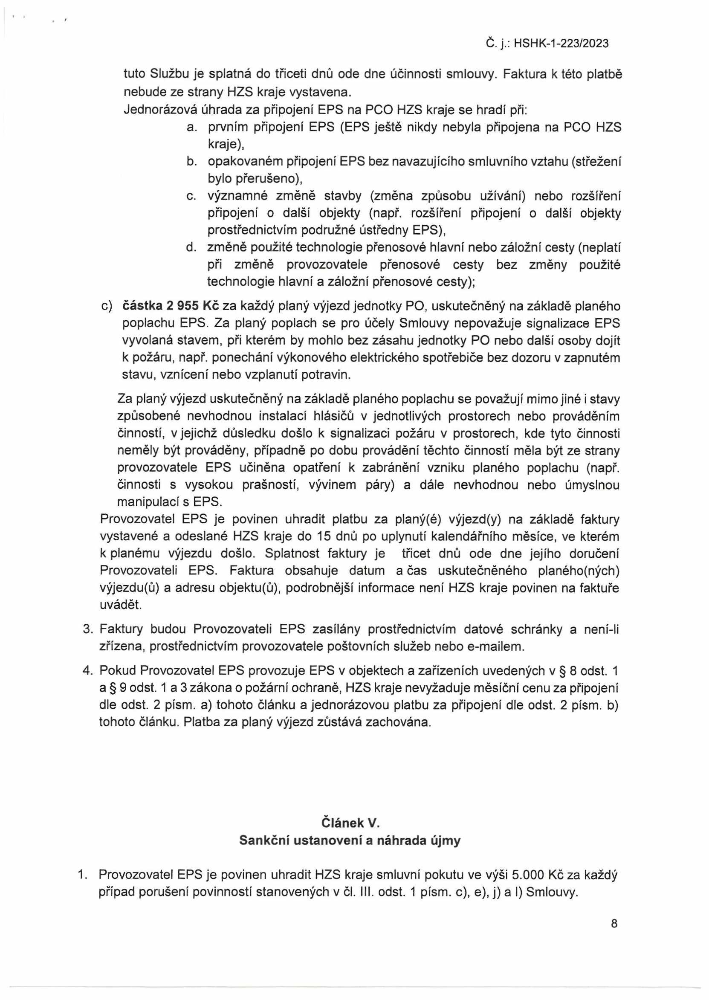 Č. j.: HSHK-1-223/2023
tuto Službu je splatná do třiceti dnů ode dne účinnosti smlouvy. Faktura k této platbě
nebude ze strany HZS kraje vystavena.
Jednorázová úhrada za připojení EPS na PCO HZS kraje se hradí při:
a. prvním připojení EPS (EPS ještě nikdy nebyla připojena na PCO HZS
kraje),
b. opakovaném připojení EPS bez navazujícího smluvního vztahu (střežení
bylo přerušeno),
c. významné změně stavby (změna způsobu užívání) nebo rozšíření
připojení o další objekty (např. rozšíření připojení o další objekty
prostřednictvím podružné ústředny EPS),
d. změně použité technologie přenosové hlavní nebo záložní cesty (neplatí
při změně provozovatele přenosové cesty bez změny použité
technologie hlavní a záložní přenosové cesty);
c) částka 2 955 Kč za každý planý výjezd jednotky PO, uskutečněný na základě planého
poplachu EPS. Za planý poplach se pro účely Smlouvy nepovažuje signalizace EPS
vyvolaná stavem, při kterém by mohlo bez zásahu jednotky PO nebo další osoby dojít
k požáru, např. ponechání výkonového elektrického spotřebiče bez dozoru v zapnutém
stavu, vznícení nebo vzplanutí potravin.
Za planý výjezd uskutečněný na základě planého poplachu se považují mimo jiné i stavy
způsobené nevhodnou instalací hlásičů v jednotlivých prostorech nebo prováděním
činností, v jejichž důsledku došlo k signalizaci požáru v prostorech, kde tyto činnosti
neměly být prováděny, případně po dobu provádění těchto činností měla být ze strany
provozovatele EPS učiněna opatření k zabránění vzniku planého poplachu (např.
činnosti s vysokou prašností, vývinem páry) a dále nevhodnou nebo úmyslnou
manipulací s EPS.
Provozovatel EPS je povinen uhradit platbu za planý(é) výjezd(y) na základě faktury
vystavené a odeslané HZS kraje do 15 dnů po uplynutí kalendářního měsíce, ve kterém
k planému výjezdu došlo. Splatnost faktury je třicet dnů ode dne jejího doručení
Provozovateli EPS. Faktura obsahuje datum a čas uskutečněného planého(ných)
výjezdu(ů) a adresu objektu(ů), podrobnější informace není HZS kraje povinen na faktuře
uvádět.
3. Faktury budou Provozovateli EPS zasílány prostřednictvím datové schránky a není-li
zřízena, prostřednictvím provozovatele poštovních služeb nebo e-mailem.
4. Pokud Provozovatel EPS provozuje EPS v objektech a zařízeních uvedených v § 8 odst. 1
a § 9 odst. 1 a 3 zákona o požární ochraně, HZS kraje nevyžaduje měsíční cenu za připojení
dle odst. 2 písm. a) tohoto článku a jednorázovou platbu za připojení dle odst. 2 písm. b)
tohoto článku. Platba za planý výjezd zůstává zachována.
Článek V.
Sankční ustanovení a náhrada újmy
1. Provozovatel EPS je povinen uhradit HZS kraje smluvní pokutu ve výši 5.000 Kč za každý
případ porušení povinností stanovených v čl. III. odst. 1 písm. c), e), j) a l) Smlouvy.
8